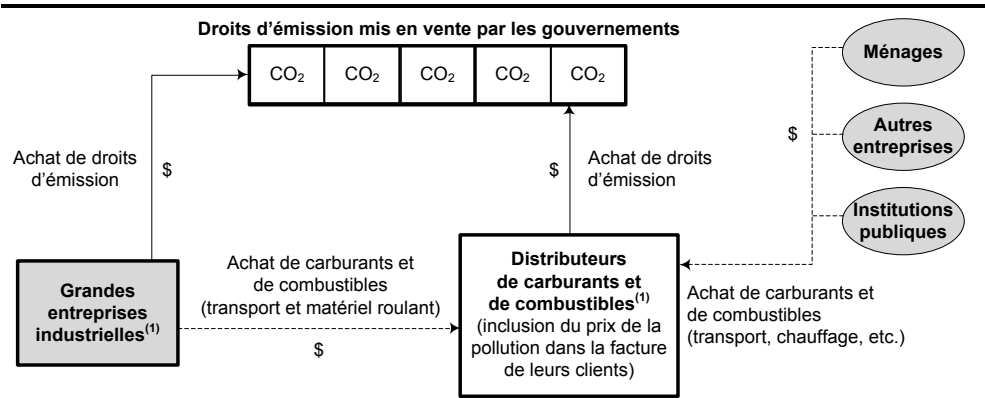 Droits d’émission mis en vente par les gouvernements
CO₂ CO₂ CO₂ CO₂ CO₂
Achat de droits
d’émission
$
$
Achat de droits
d’émission
Ménages
Autres
entreprises
Institutions
publiques
$
Grandes
entreprises
industrielles⁽¹⁾
Achat de carburants et
de combustibles
(transport et matériel roulant)
$
Distributeurs
de carburants et
de combustibles⁽¹⁾
(inclusion du prix de la
pollution dans la facture
de leurs clients)
Achat de carburants et
de combustibles
(transport, chauffage, etc.)